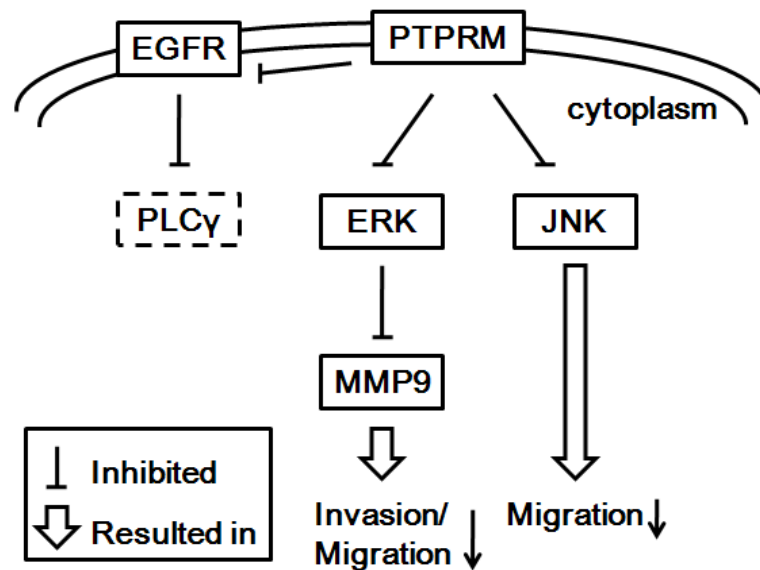 EGFR
PTPRM
cytoplasm
PLCγ
ERK
JNK
MMP9
Inhibited
Resulted in
Invasion/
Migration
Migration